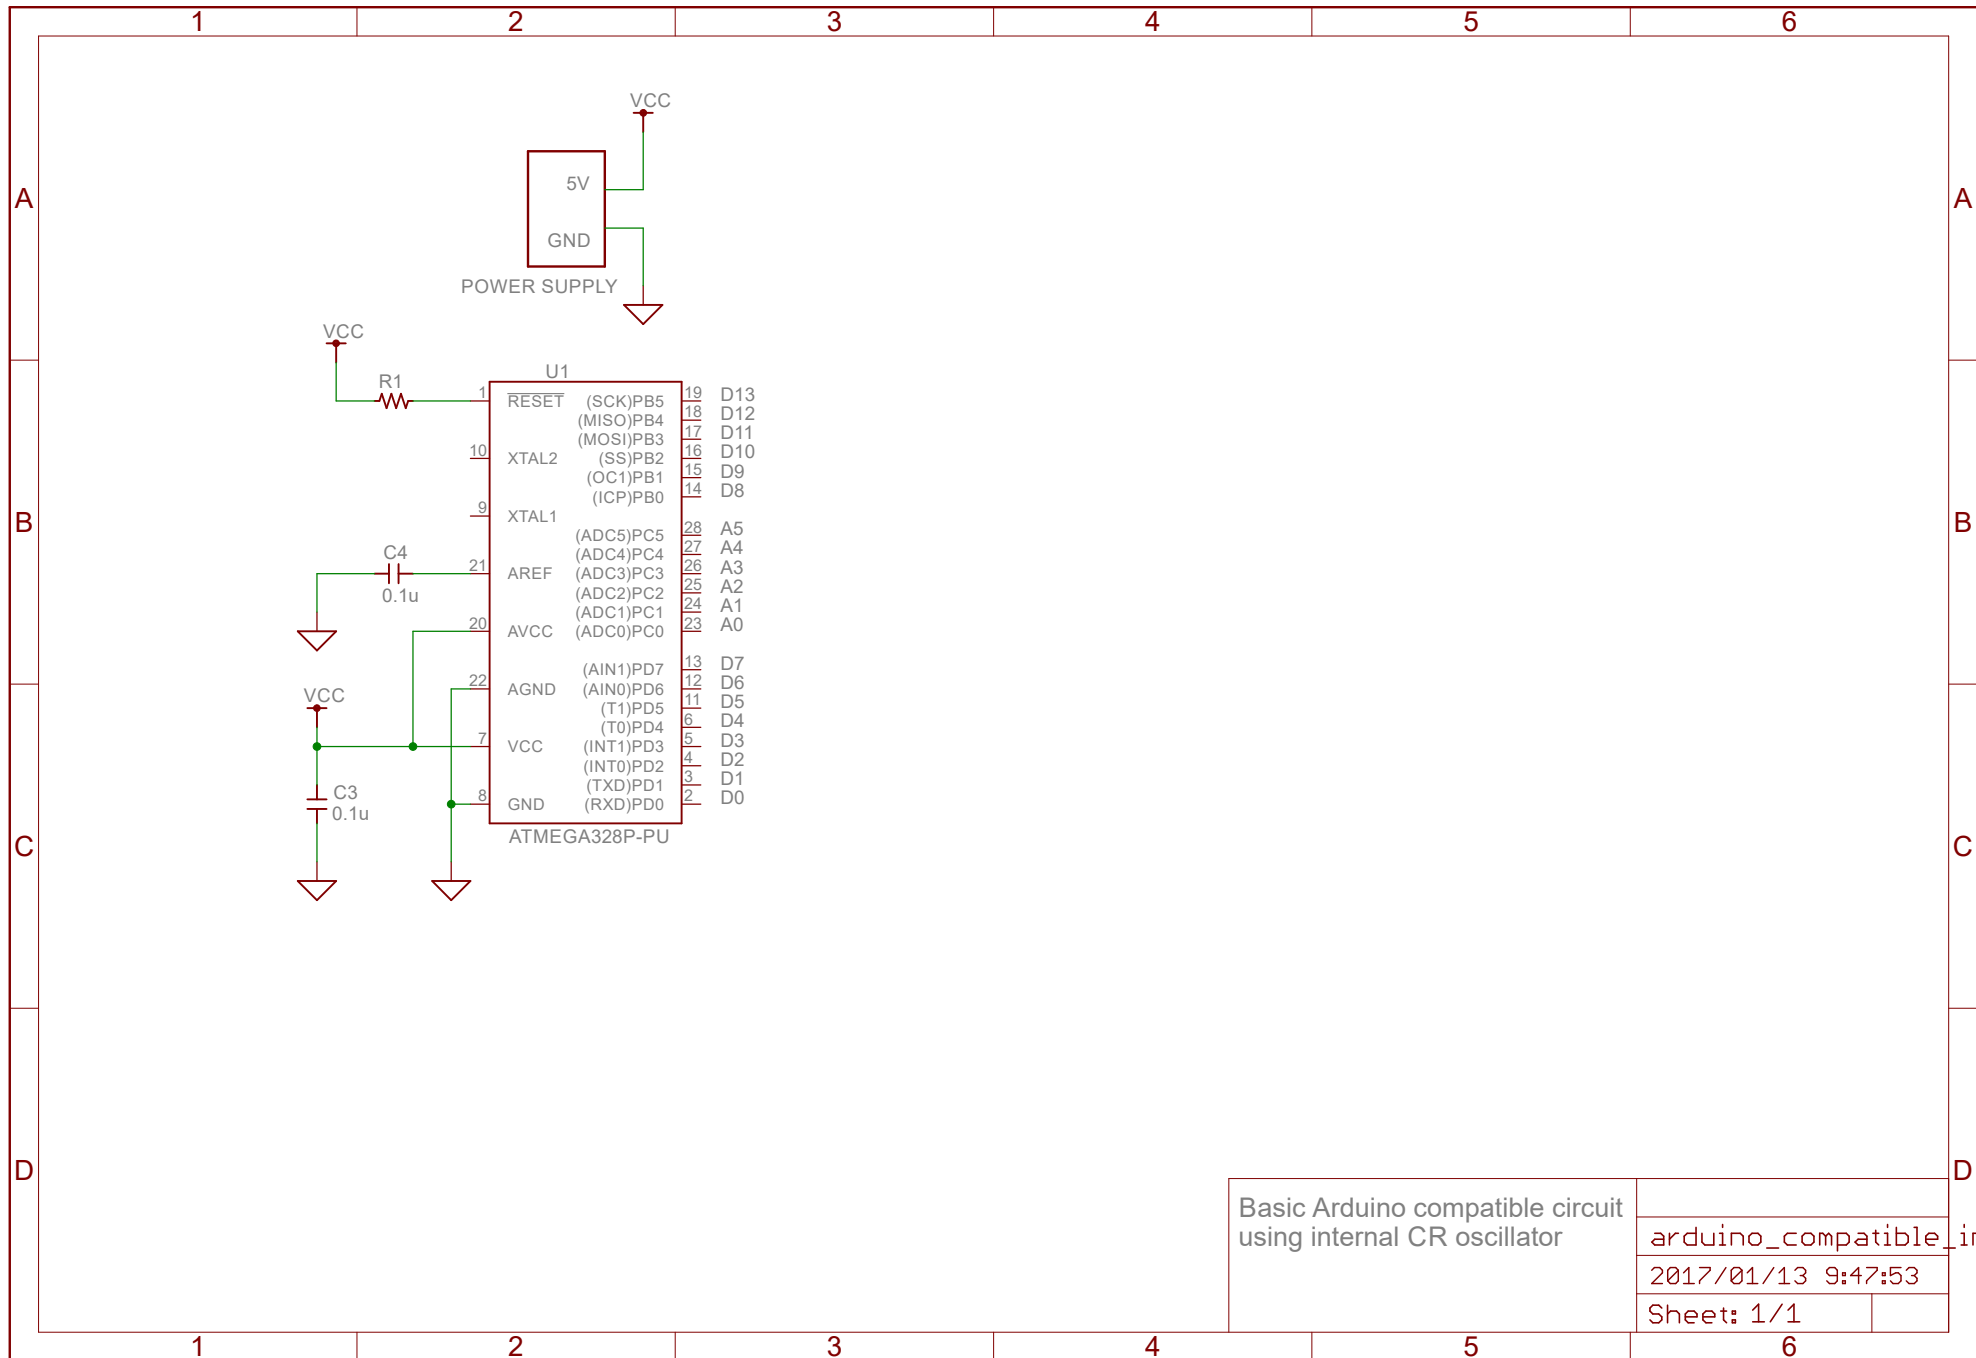 1 2 3 4 5 6
VCC
A A
5V
GND
POWER SUPPLY
VCC
U1
R1
1 RESET (SCK)PB5 19 D13
(MISO)PB4 18 D12
(MOSI)PB3 17 D11
10 XTAL2 (SS)PB2 16 D10
(OC1)PB1 15 D9
(ICP)PB0 14 D8
9 XTAL1
B B
(ADC5)PC5 28 A5
C4
(ADC4)PC4 27 A4
21 AREF (ADC3)PC3 26 A3
0.1u
(ADC2)PC2 25 A2
(ADC1)PC1 24 A1
20 AVCC (ADC0)PC0 23 A0
(AIN1)PD7 13 D7
22 AGND (AIN0)PD6 12 D6
VCC
(T1)PD5 11 D5
(T0)PD4 6 D4
7 VCC (INT1)PD3 5 D3
(INT0)PD2 4 D2
(TXD)PD1 3 D1
C3
0.1u
8 GND (RXD)PD0 2 D0
ATMEGA328P-PU
C C
D D
Basic Arduino compatible circuit
using internal CR oscillator
arduino_compatible_in
2017/01/13 9:47:53
Sheet: 1/1
1 2 3 4 5 6